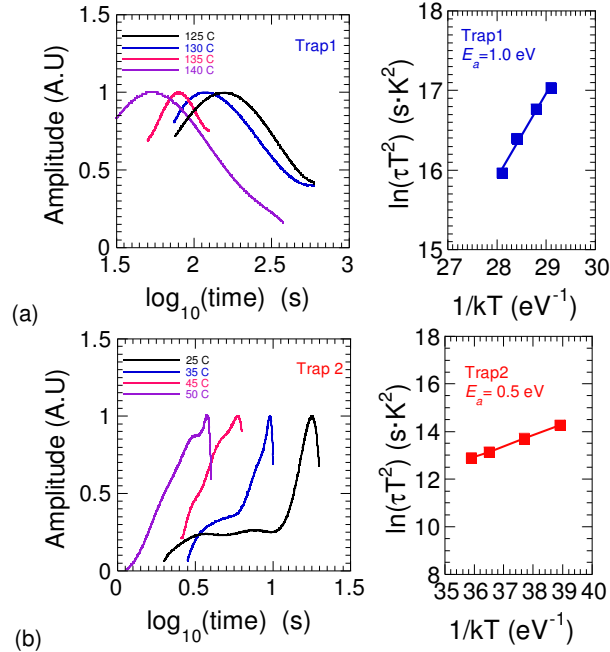 125 C
130 C
135 C
140 C
Trap1
Amplitude (A.U)
1.5
1
0.5
0
1.5 2 2.5 3
log10(time) (s)
Trap1
Ea=1.0 eV
ln(τT²) (s·K²)
18
17
16
15
27 28 29 30
1/kT (eV⁻¹)
(a)
25 C
35 C
45 C
50 C
Trap 2
Amplitude (A.U)
1.5
1
0.5
0
0 0.5 1 1.5
log10(time) (s)
Trap2
Ea= 0.5 eV
ln(τT²) (s·K²)
18
16
14
12
10
8
35 36 37 38 39 40
1/kT (eV⁻¹)
(b)